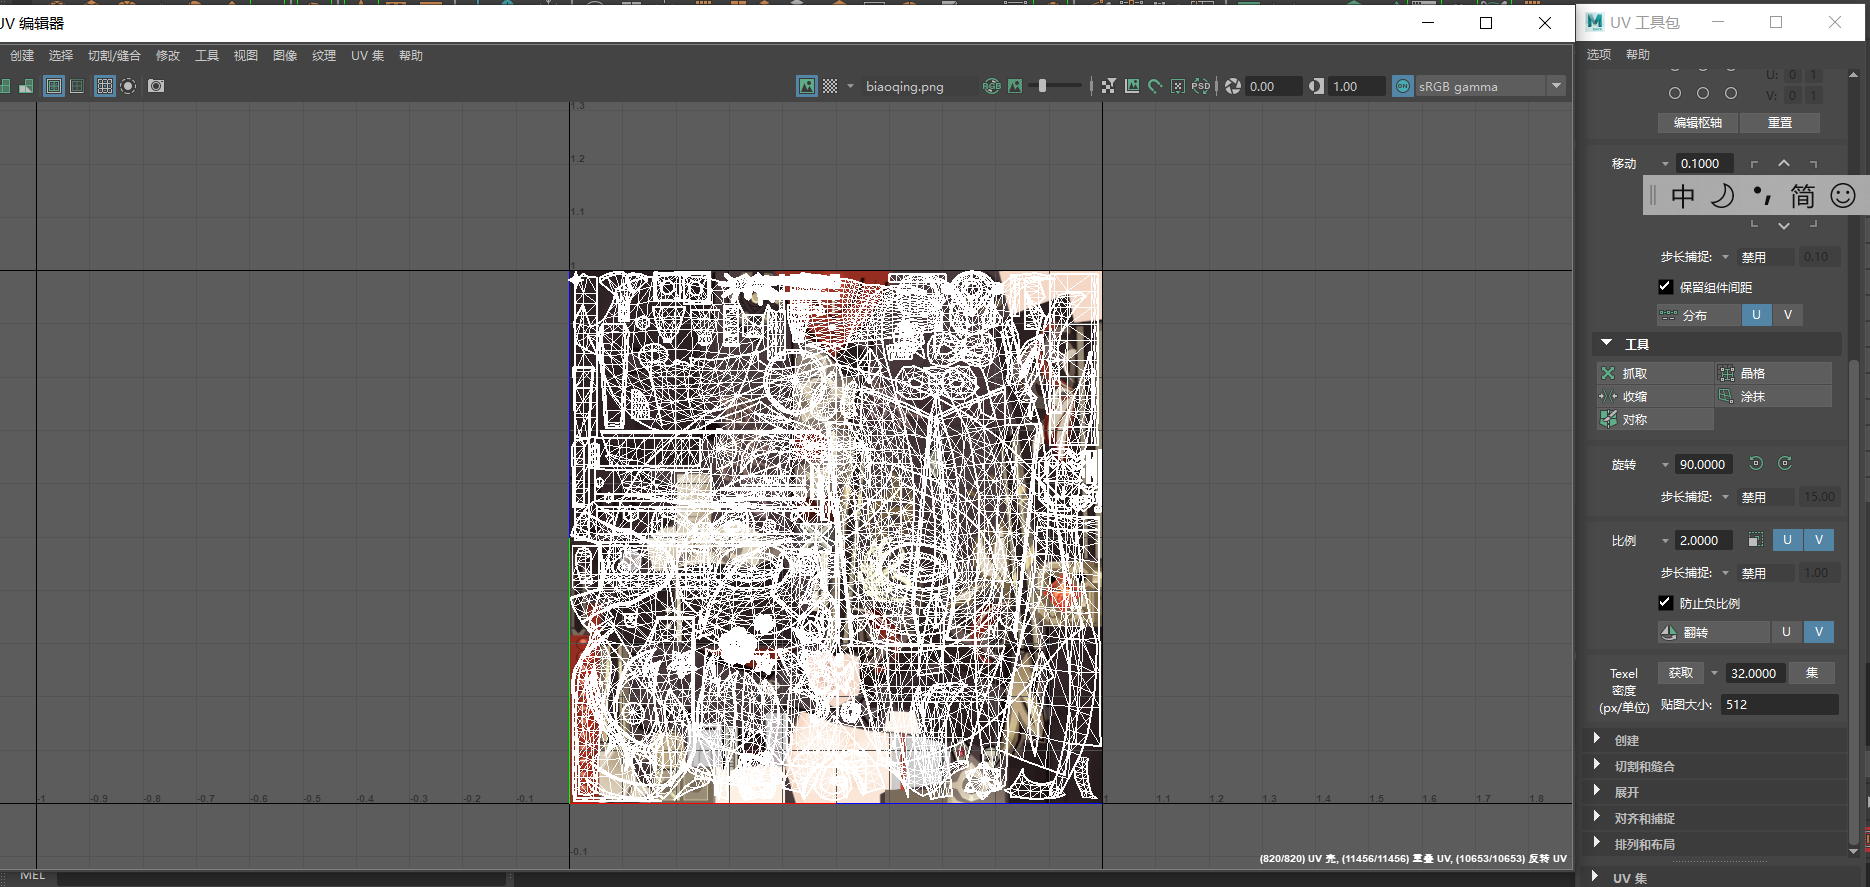 UV 编辑器
UV 工具包
创建 选择 切割/缝合 修改 工具 视图 图像 纹理 UV 集 帮助
选项 帮助
biaoqing.png RGB PSD 0.00 1.00 ON sRGB gamma
U: 0 1
V: 0 1
编辑枢轴 重置
移动 0.1000
中 简
步长捕捉: 禁用 0.10
保留组件间距
分布 U V
工具
抓取 晶格
收缩 涂抹
对称
旋转 90.0000
步长捕捉: 禁用 15.00
比例 2.0000 U V
步长捕捉: 禁用 1.00
防止负比例
翻转 U V
Texel 密度 (px/单位) 获取 32.0000 集
贴图大小: 512
创建
切割和缝合
展开
对齐和捕捉
排列和布局
UV 集
1.3
1.2
1.1
1
-1 -0.9 -0.8 -0.7 -0.6 -0.5 -0.4 -0.3 -0.2 -0.1 1 1.1 1.2 1.3 1.4 1.5 1.6 1.7 1.8
-0.1
(820/820) UV 壳, (11456/11456) 重叠 UV, (10653/10653) 反转 UV
MEL